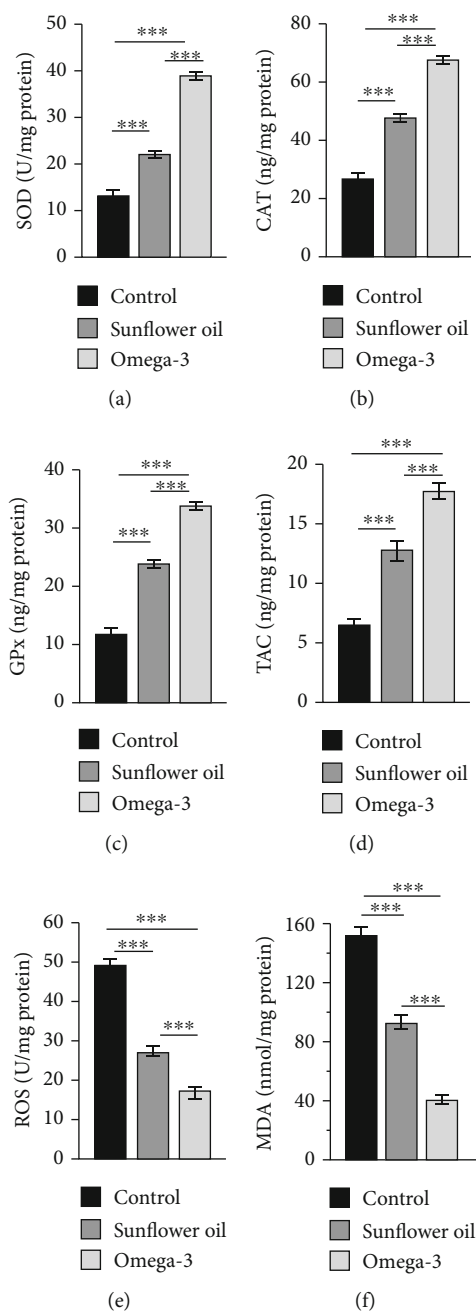 SOD (U/mg protein)
50
40
30
20
10
0
***
***
***
Control
Sunflower oil
Omega-3
(a)
CAT (ng/mg protein)
80
60
40
20
0
***
***
***
Control
Sunflower oil
Omega-3
(b)
GPx (ng/mg protein)
40
30
20
10
0
***
***
***
Control
Sunflower oil
Omega-3
(c)
TAC (ng/mg protein)
20
15
10
5
0
***
***
***
Control
Sunflower oil
Omega-3
(d)
ROS (U/mg protein)
60
50
40
30
20
10
0
***
***
***
Control
Sunflower oil
Omega-3
(e)
MDA (nmol/mg protein)
160
120
80
40
0
***
***
***
Control
Sunflower oil
Omega-3
(f)